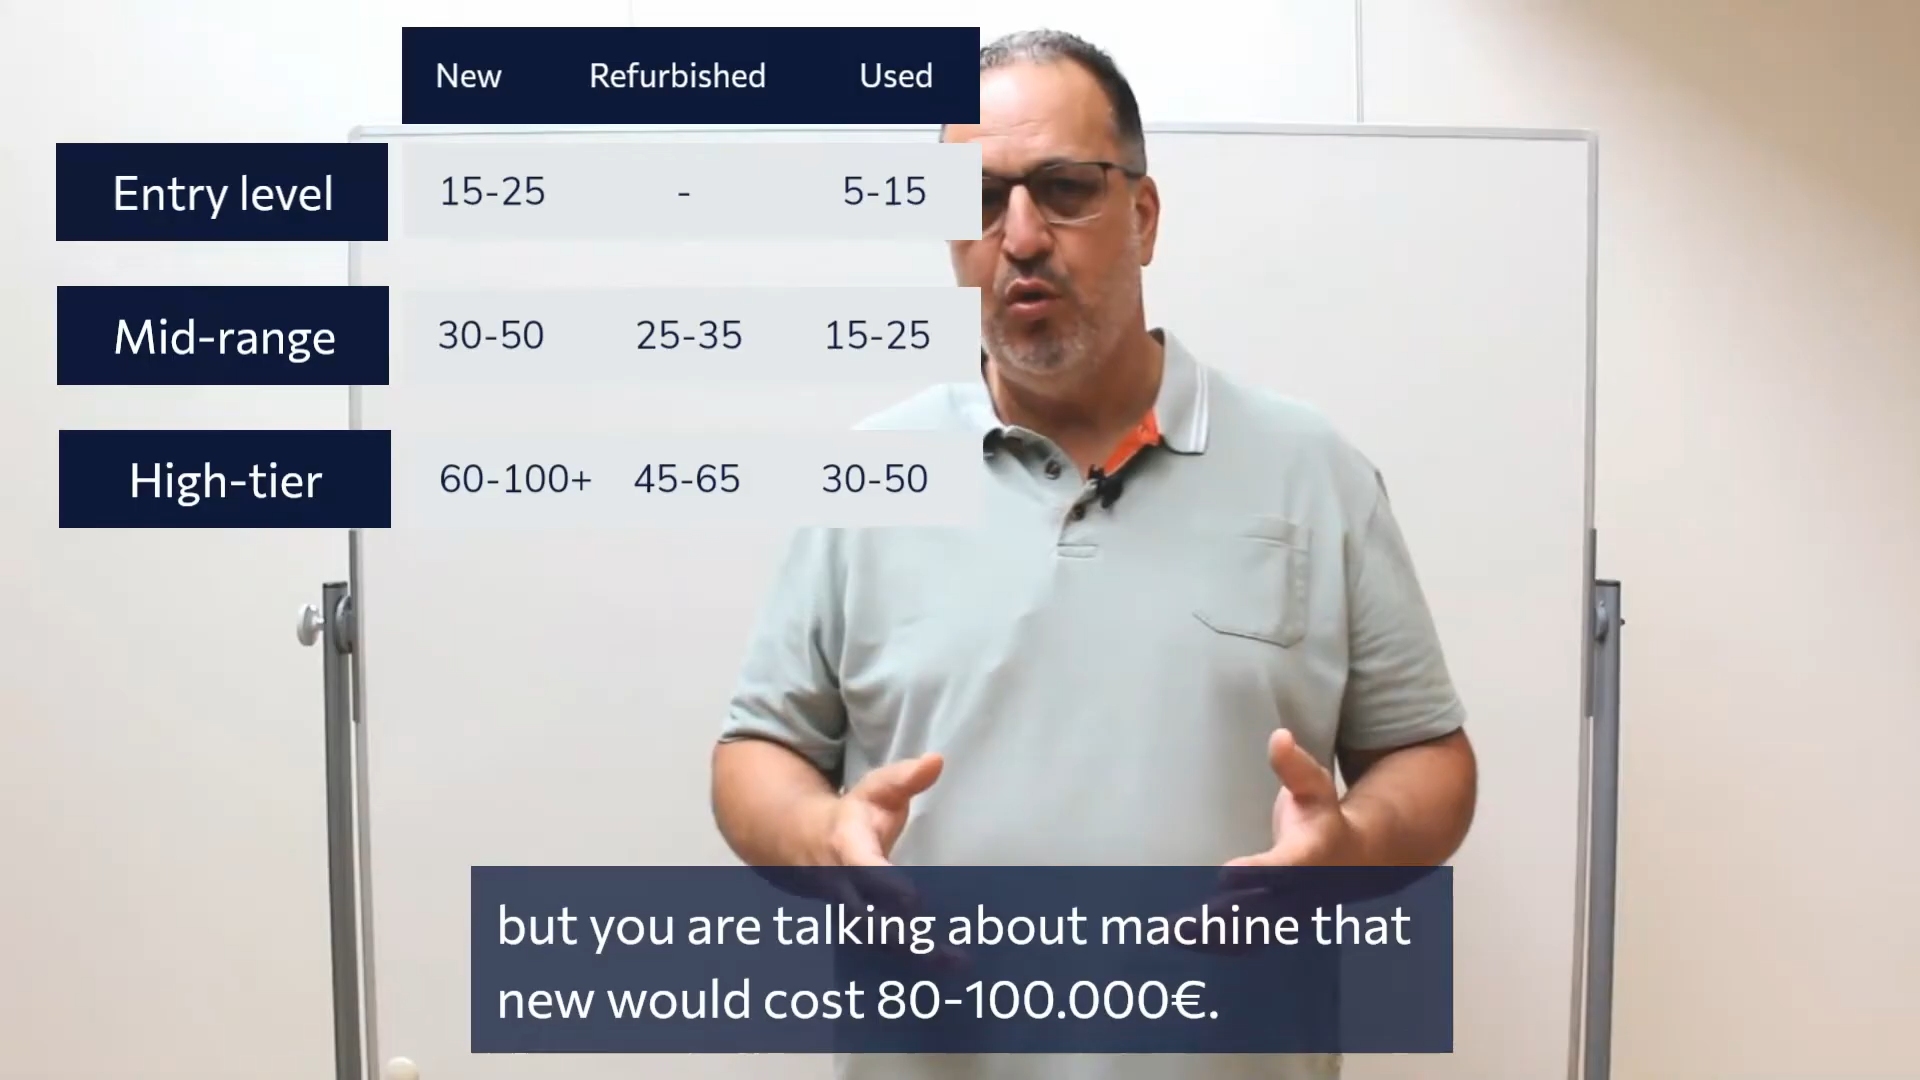 New Refurbished Used
Entry level 15-25 - 5-15
Mid-range 30-50 25-35 15-25
High-tier 60-100+ 45-65 30-50
but you are talking about machine that
new would cost 80-100.000€.